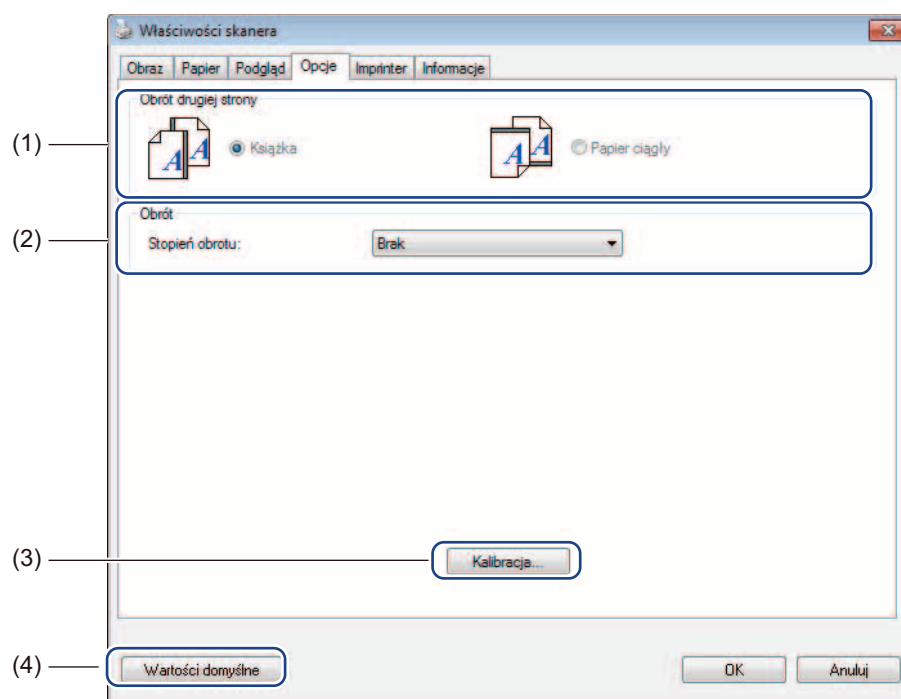 Właściwości skanera
Obraz Papier Podgląd Opcje Imprinter Informacje
Obrót drugiej strony
(1) A A Książka A A Papier ciągły
Obrót
(2) Stopień obrotu: Brak
(3) Kalibracja...
(4) Wartości domyślne OK Anuluj